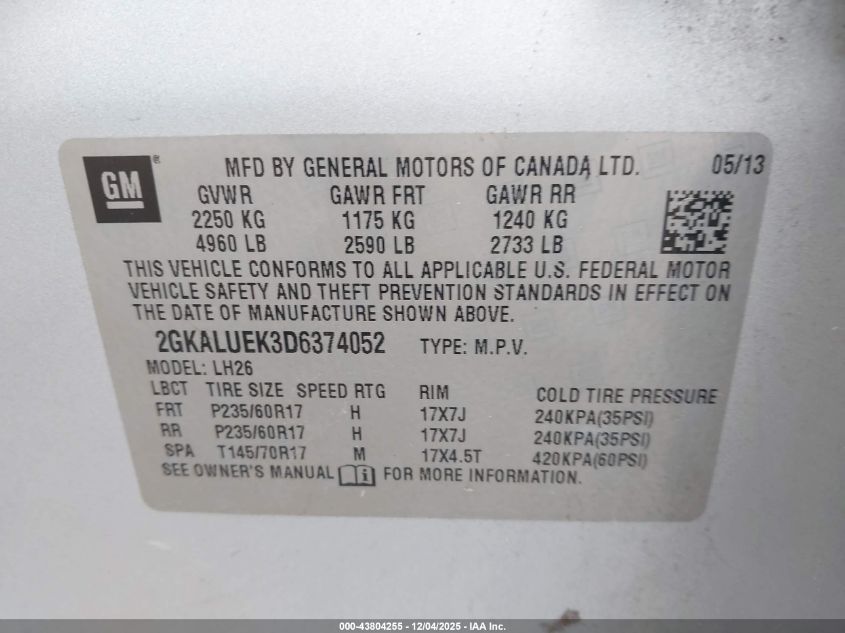 GM ® MFD BY GENERAL MOTORS OF CANADA LTD. 05/13
GVWR GAWR FRT GAWR RR
2250 KG 1175 KG 1240 KG
4960 LB 2590 LB 2733 LB
THIS VEHICLE CONFORMS TO ALL APPLICABLE U.S. FEDERAL MOTOR
VEHICLE SAFETY AND THEFT PREVENTION STANDARDS IN EFFECT ON
THE DATE OF MANUFACTURE SHOWN ABOVE.
2GKALUEK3D6374052 TYPE: M.P.V.
MODEL: LH26
LBCT TIRE SIZE SPEED RTG RIM COLD TIRE PRESSURE
FRT P235/60R17 H 17X7J 240KPA(35PSI)
RR P235/60R17 H 17X7J 240KPA(35PSI)
SPA T145/70R17 M 17X4.5T 420KPA(60PSI)
SEE OWNER'S MANUAL i FOR MORE INFORMATION.
000-43804255 - 12/04/2025 - IAA Inc.